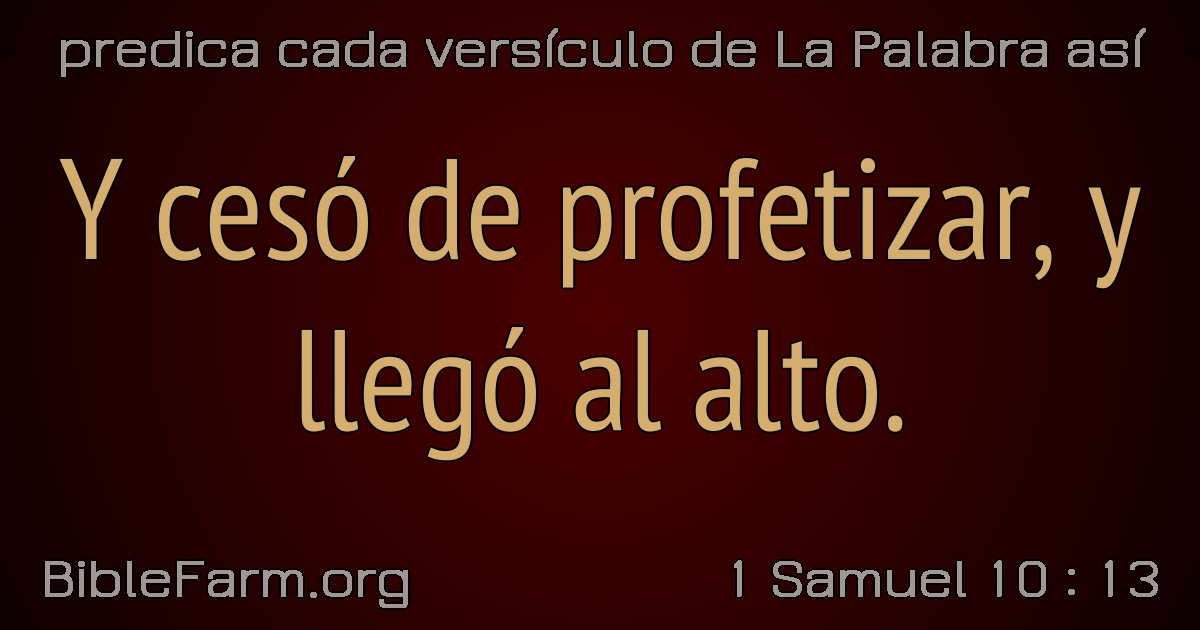 predica cada versículo de La Palabra así
Y cesó de profetizar, y
llegó al alto.
BibleFarm.org
1 Samuel 10 : 13